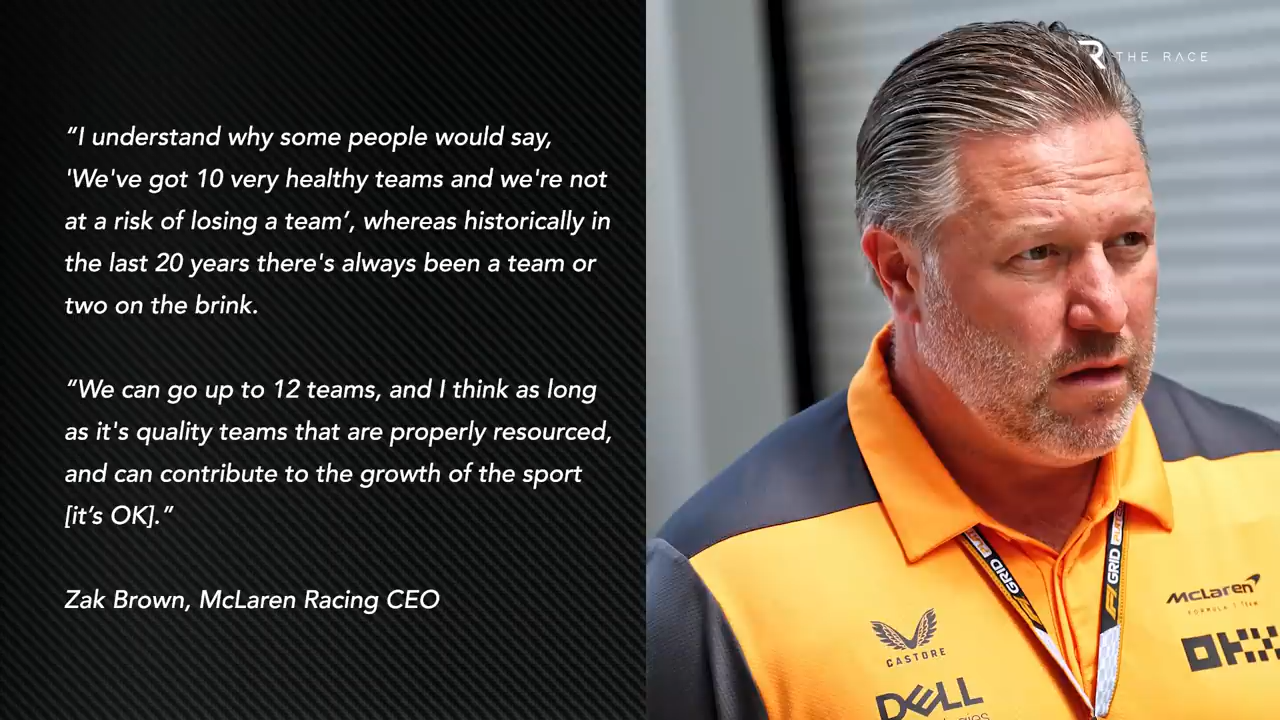 “I understand why some people would say,
'We've got 10 very healthy teams and we're not
at a risk of losing a team’, whereas historically in
the last 20 years there's always been a team or
two on the brink.
“We can go up to 12 teams, and I think as long
as it's quality teams that are properly resourced,
and can contribute to the growth of the sport
[it’s OK].”
Zak Brown, McLaren Racing CEO
THE RACE
GRID
GRID
McLaren
FORMULA 1 TEAM
CASTORE
OKX
DELL